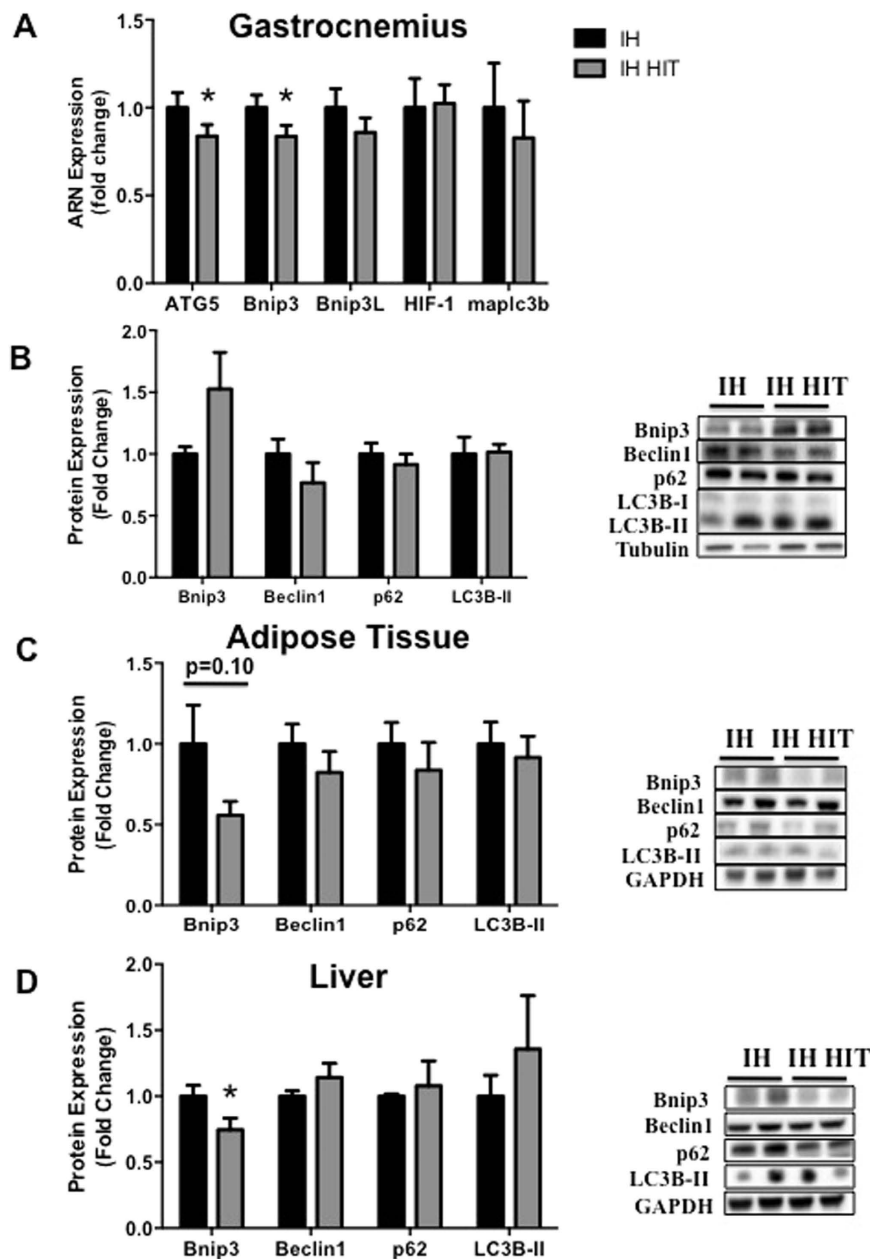 A
Gastrocnemius
IH
IH HIT
ARN Expression
(fold change)
1.5
1.0
0.5
0.0
* *
ATG5 Bnip3 Bnip3L HIF-1 maplc3b
B
Protein Expression
(Fold Change)
2.0
1.5
1.0
0.5
0.0
Bnip3 Beclin1 p62 LC3B-II
IH IH HIT
Bnip3
Beclin1
p62
LC3B-I
LC3B-II
Tubulin
C
Adipose Tissue
Protein Expression
(Fold Change)
1.5
1.0
0.5
0.0
p=0.10
Bnip3 Beclin1 p62 LC3B-II
IH IH HIT
Bnip3
Beclin1
p62
LC3B-II
GAPDH
D
Liver
Protein Expression
(Fold Change)
2.0
1.5
1.0
0.5
0.0
*
Bnip3 Beclin1 p62 LC3B-II
IH IH HIT
Bnip3
Beclin1
p62
LC3B-II
GAPDH